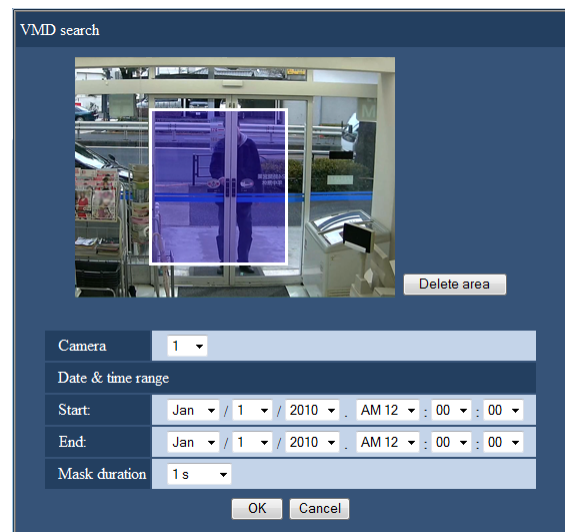 VMD search
Delete area
Camera 1
Date & time range
Start: Jan / 1 / 2010 . AM 12 : 00 : 00
End: Jan / 1 / 2010 . AM 12 : 00 : 00
Mask duration 1 s
OK Cancel